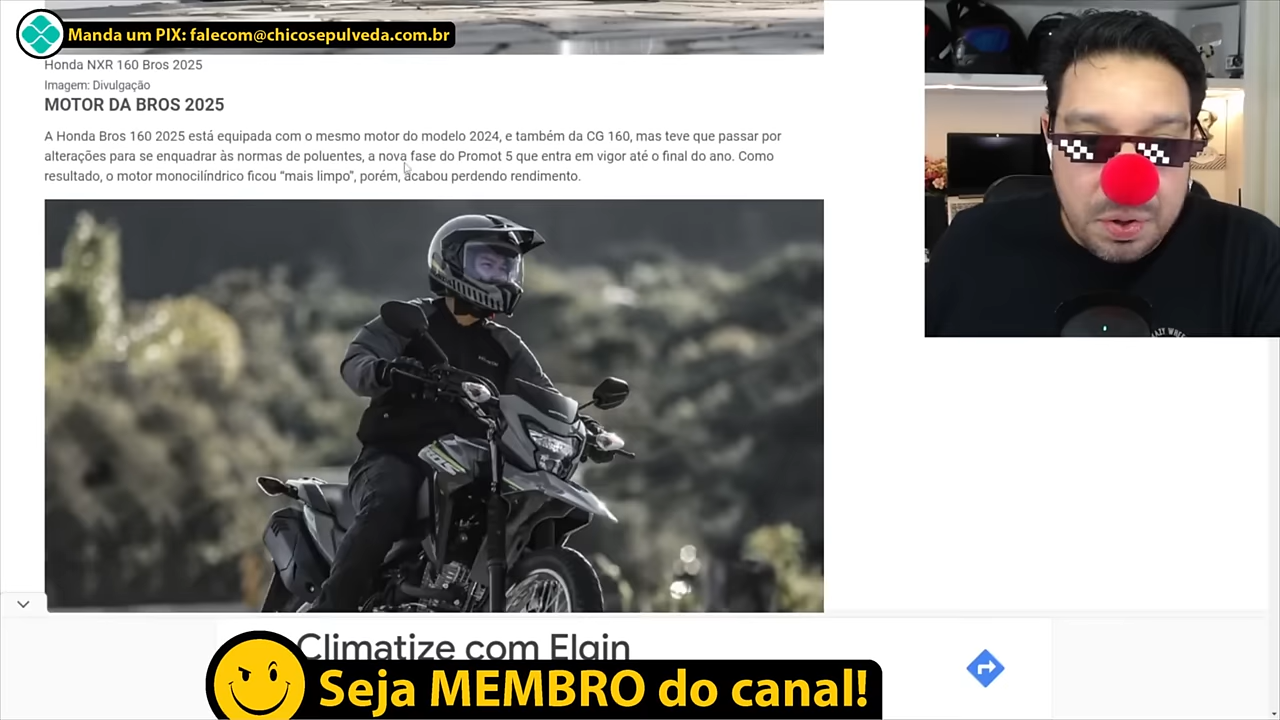 Manda um PIX: falecom@chicosepulveda.com.br
Honda NXR 160 Bros 2025
Imagem: Divulgação
MOTOR DA BROS 2025
A Honda Bros 160 2025 está equipada com o mesmo motor do modelo 2024, e também da CG 160, mas teve que passar por
alterações para se enquadrar às normas de poluentes, a nova fase do Promot 5 que entra em vigor até o final do ano. Como
resultado, o motor monocilíndrico ficou “mais limpo”, porém, acabou perdendo rendimento.
Climatize com Elgin
Seja MEMBRO do canal!